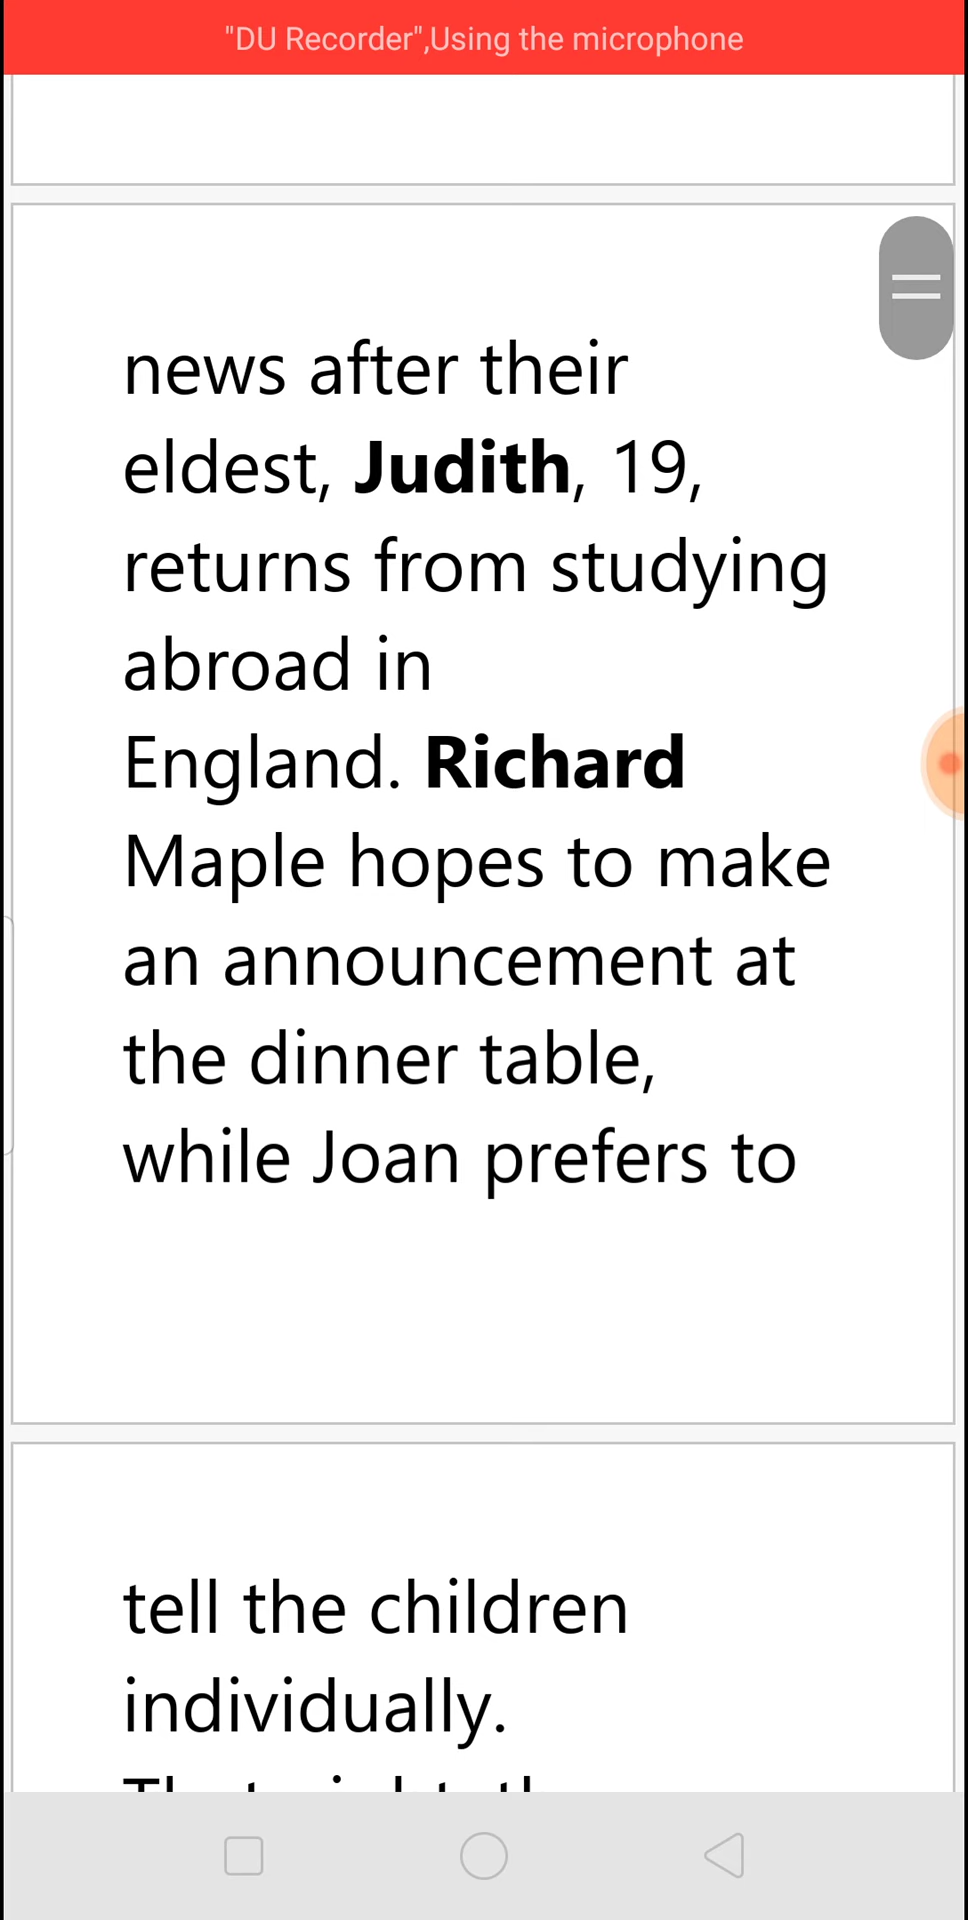 "DU Recorder",Using the microphone
news after their
eldest, Judith, 19,
returns from studying
abroad in
England. Richard
Maple hopes to make
an announcement at
the dinner table,
while Joan prefers to
tell the children
individually.